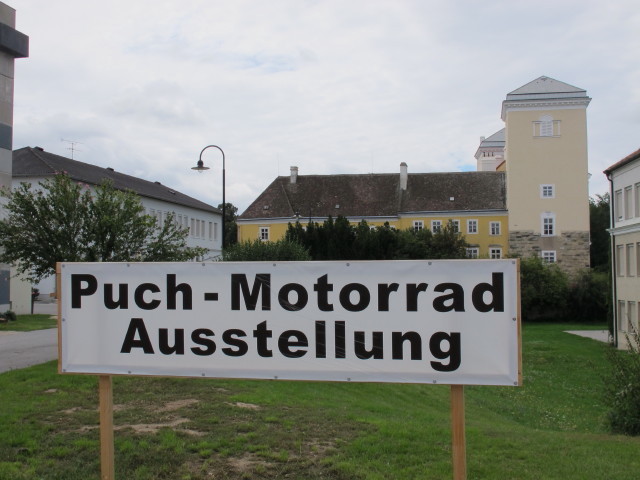 Puch - Motorrad
Ausstellung